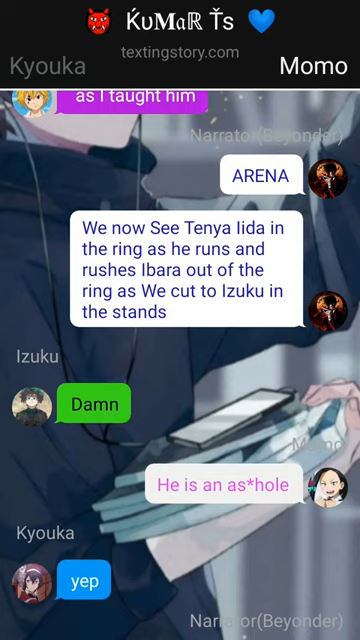 👹 ḰυᎷαℝ Ťs 💙
textingstory.com
Kyouka Momo
as I taught him
Narrator(Beyonder)
ARENA
We now See Tenya Iida in
the ring as he runs and
rushes Ibara out of the
ring as We cut to Izuku in
the stands
Izuku
Damn
Momo
He is an as*hole
Kyouka
yep
Narrator(Beyonder)